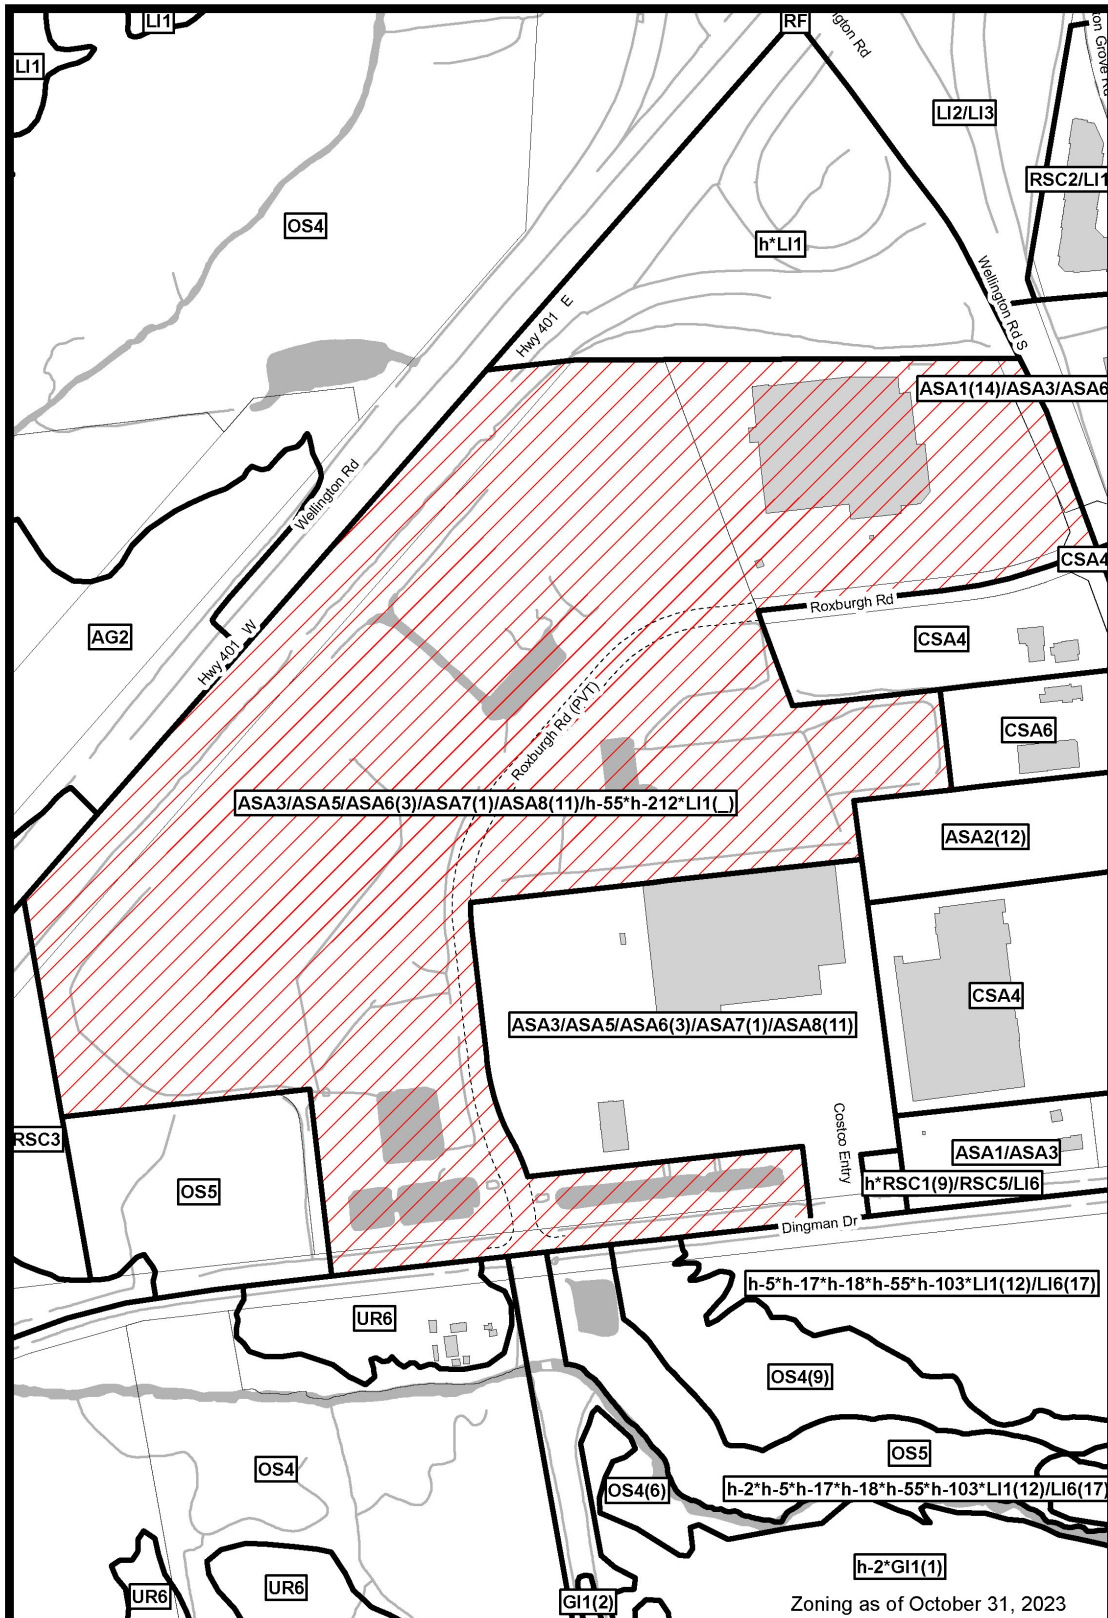 LI1
RF
ngton Rd
on Grove Rd
LI1
LI2/LI3
RSC2/LI1
OS4
h*LI1
Wellington Rd S
Hwy 401 E
ASA1(14)/ASA3/ASA6
Wellington Rd
CSA4
Roxburgh Rd
AG2
CSA4
Hwy 401 W
Roxburgh Rd (PVT)
CSA6
ASA3/ASA5/ASA6(3)/ASA7(1)/ASA8(11)/h-55*h-212*LI1(_)
ASA2(12)
CSA4
ASA3/ASA5/ASA6(3)/ASA7(1)/ASA8(11)
Costco Entry
RSC3
ASA1/ASA3
OS5
h*RSC1(9)/RSC5/LI6
Dingman Dr
h-5*h-17*h-18*h-55*h-103*LI1(12)/LI6(17)
UR6
OS4(9)
OS5
OS4
OS4(6)
h-2*h-5*h-17*h-18*h-55*h-103*LI1(12)/LI6(17)
h-2*GI1(1)
UR6
UR6
GI1(2)
Zoning as of October 31, 2023